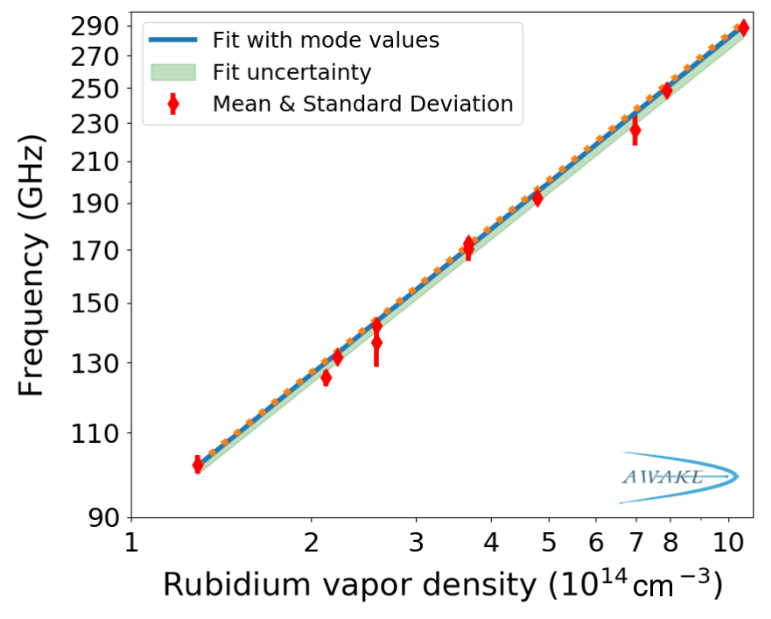 290
270
250
230
210
190
170
150
130
110
90
Frequency (GHz)
Fit with mode values
Fit uncertainty
Mean & Standard Deviation
AWAKE
1 2 3 4 5 6 7 8 10
Rubidium vapor density (10¹⁴ cm⁻³)